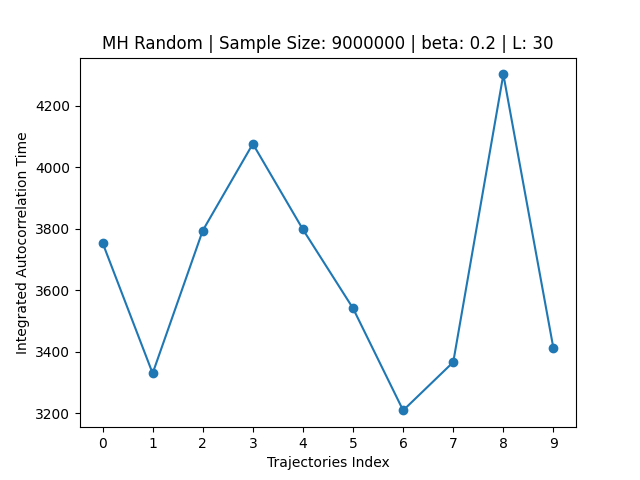 MH Random | Sample Size: 9000000 | beta: 0.2 | L: 30
Integrated Autocorrelation Time
4200
4000
3800
3600
3400
3200
0 1 2 3 4 5 6 7 8 9
Trajectories Index